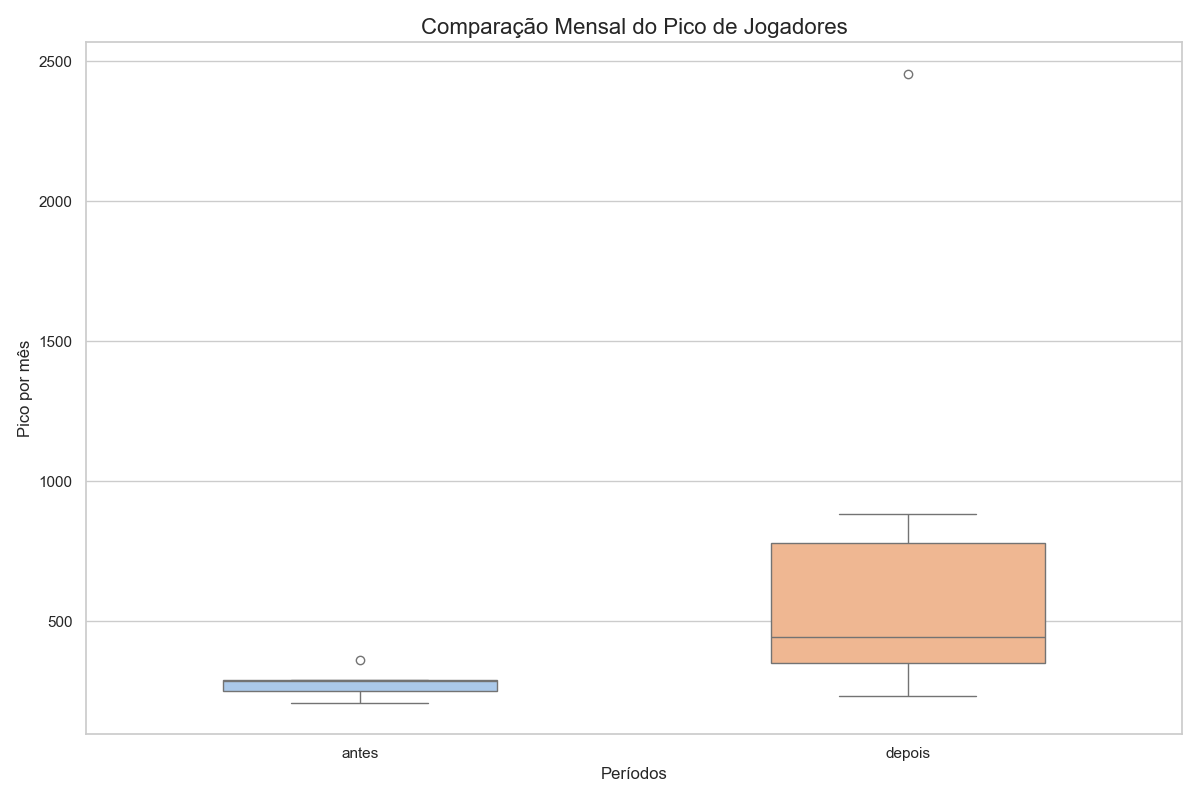 Comparação Mensal do Pico de Jogadores
2500
2000
1500
1000
500
Pico por mês
antes
depois
Períodos